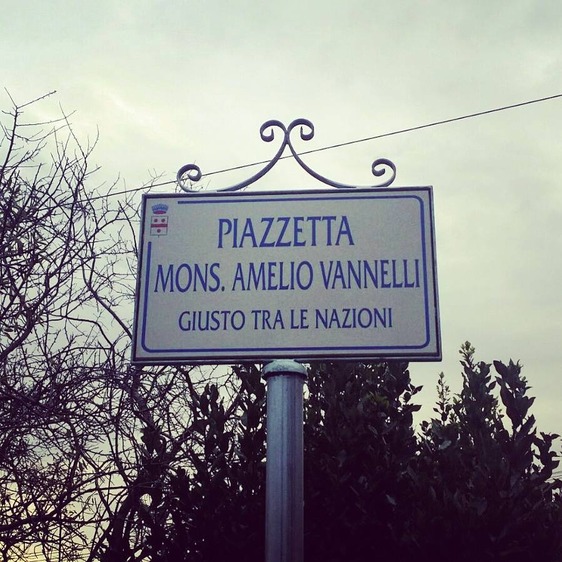 PIAZZETTA
MONS. AMELIO VANNELLI
GIUSTO TRA LE NAZIONI